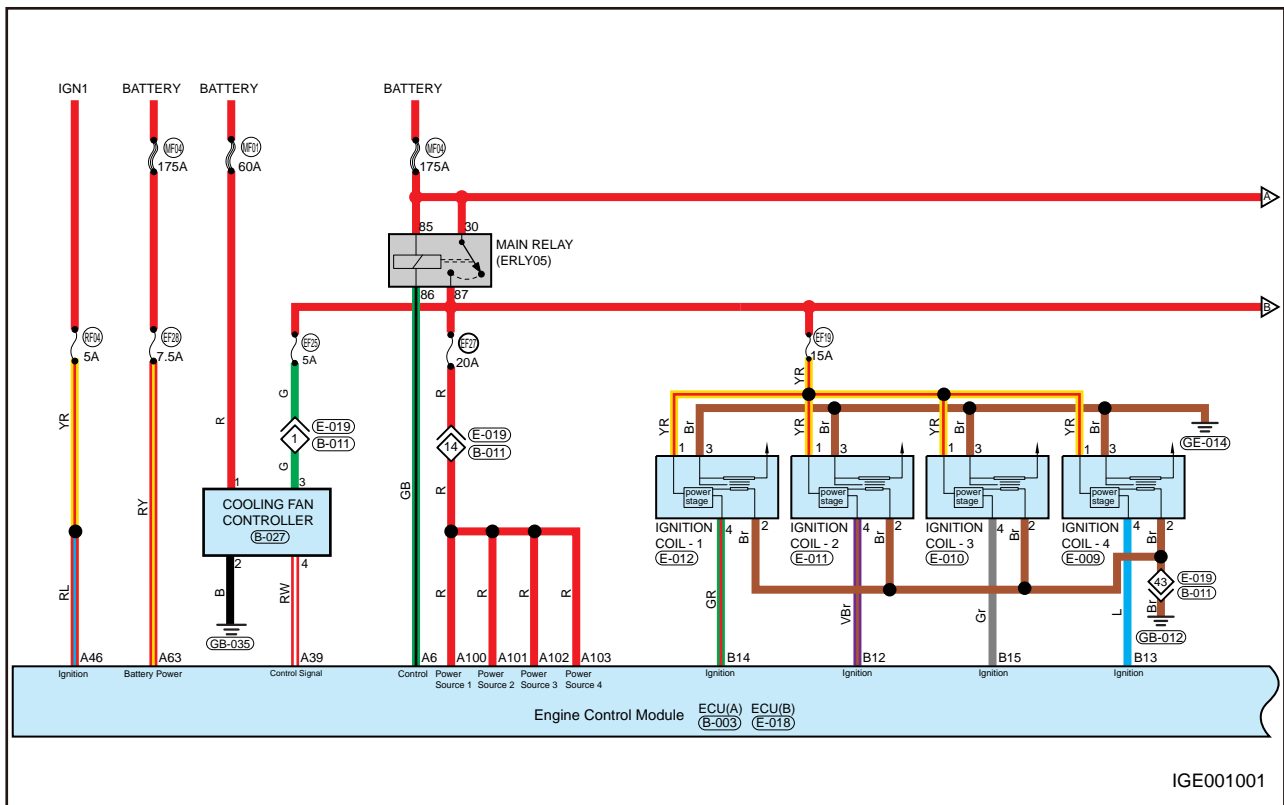 IGN1 BATTERY BATTERY BATTERY
MF04 MF01 MF04
175A 60A 175A
A
85 30
MAIN RELAY
(ERLY05)
86 87
B
RF04 EF28 EF25 EF27 EF19
5A 7.5A 5A 20A 15A
YR
YR R G R
E-019
1
B-011
G
E-019
14
B-011
R
GB
RY
YR Br YR Br YR Br YR Br
GE-014
1 3 1 3 1 3 1 3
power stage power stage power stage power stage
1 3
COOLING FAN
CONTROLLER
B-027
2 4
IGNITION COIL - 1
E-012
4 2
IGNITION COIL - 2
E-011
4 2
IGNITION COIL - 3
E-010
4 2
IGNITION COIL - 4
E-009
4 2
Br Br Br Br
E-019
43
B-011
Br
GB-012
RL B RW R R R R GR VBr Gr L
GB-035
A46 A63 A39 A6 A100 A101 A102 A103 B14 B12 B15 B13
Ignition Battery Power Control Signal Control Power Source 1 Power Source 2 Power Source 3 Power Source 4 Ignition Ignition Ignition Ignition
Engine Control Module ECU(A) ECU(B)
B-003 E-018
IGE001001